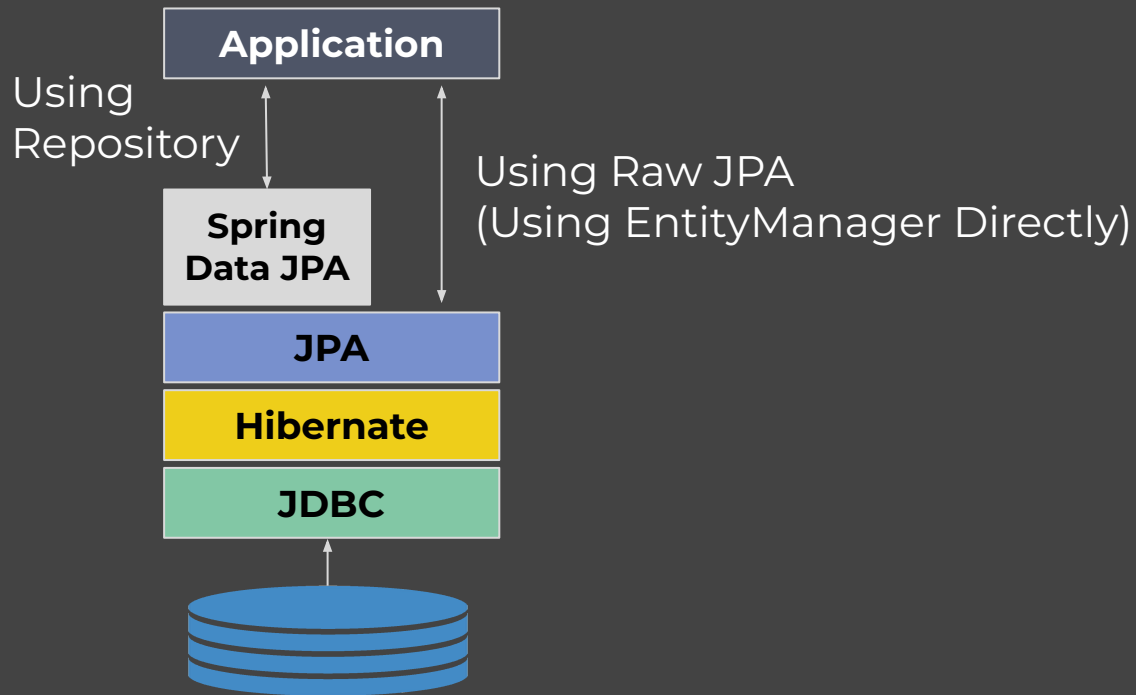 Application
Using
Repository
Using Raw JPA
(Using EntityManager Directly)
Spring
Data JPA
JPA
Hibernate
JDBC